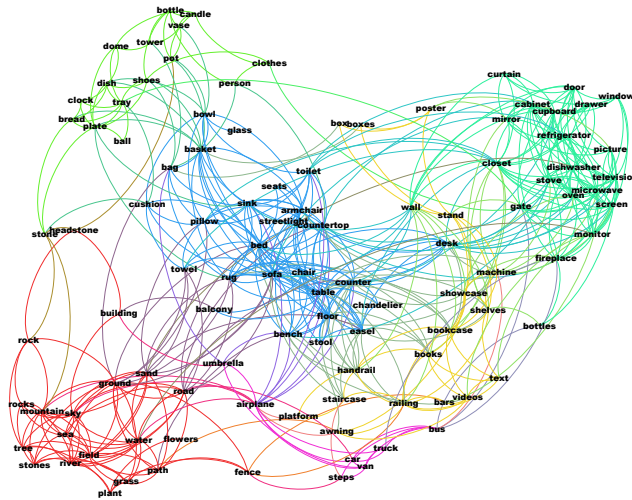 bottle
candle
vase
dome
tower
pot
clothes
dish
shoes
person
curtain
door
window
clock
tray
bread
plate
bowl
glass
ball
basket
box
boxes
poster
cabinet
drawer
cupboard
mirror
refrigerator
picture
bag
toilet
seats
closet
dishwasher
television
stove
microwave
oven
screen
cushion
sink
armchair
wall
gate
stand
pillow
streetlight
countertop
stone
headstone
bed
desk
monitor
fireplace
towel
rug
sofa
chair
counter
machine
table
showcase
shelves
chandelier
building
balcony
floor
easel
bottles
bench
stool
bookcase
rock
umbrella
handrail
books
text
sand
ground
road
airplane
staircase
railing
bars
videos
rocks
mountain
sky
platform
awning
bus
sea
water
flowers
tree
field
truck
stones
river
path
fence
car
van
grass
steps
plant